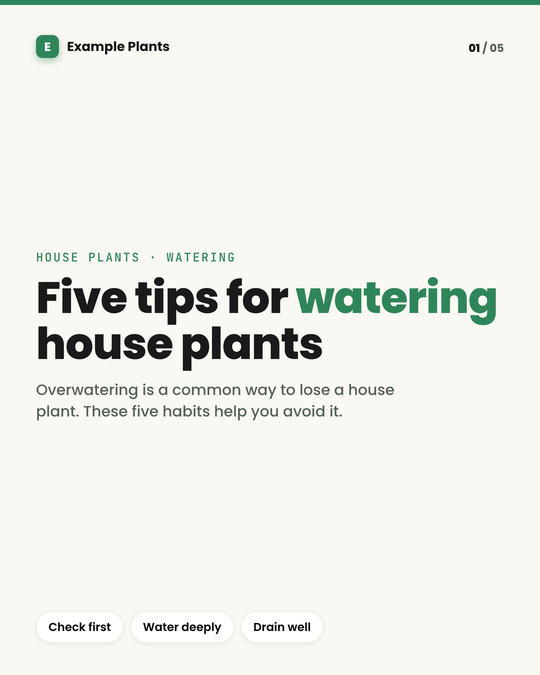 E Example Plants
01 / 05
HOUSE PLANTS · WATERING
Five tips for watering
house plants
Overwatering is a common way to lose a house
plant. These five habits help you avoid it.
Check first
Water deeply
Drain well